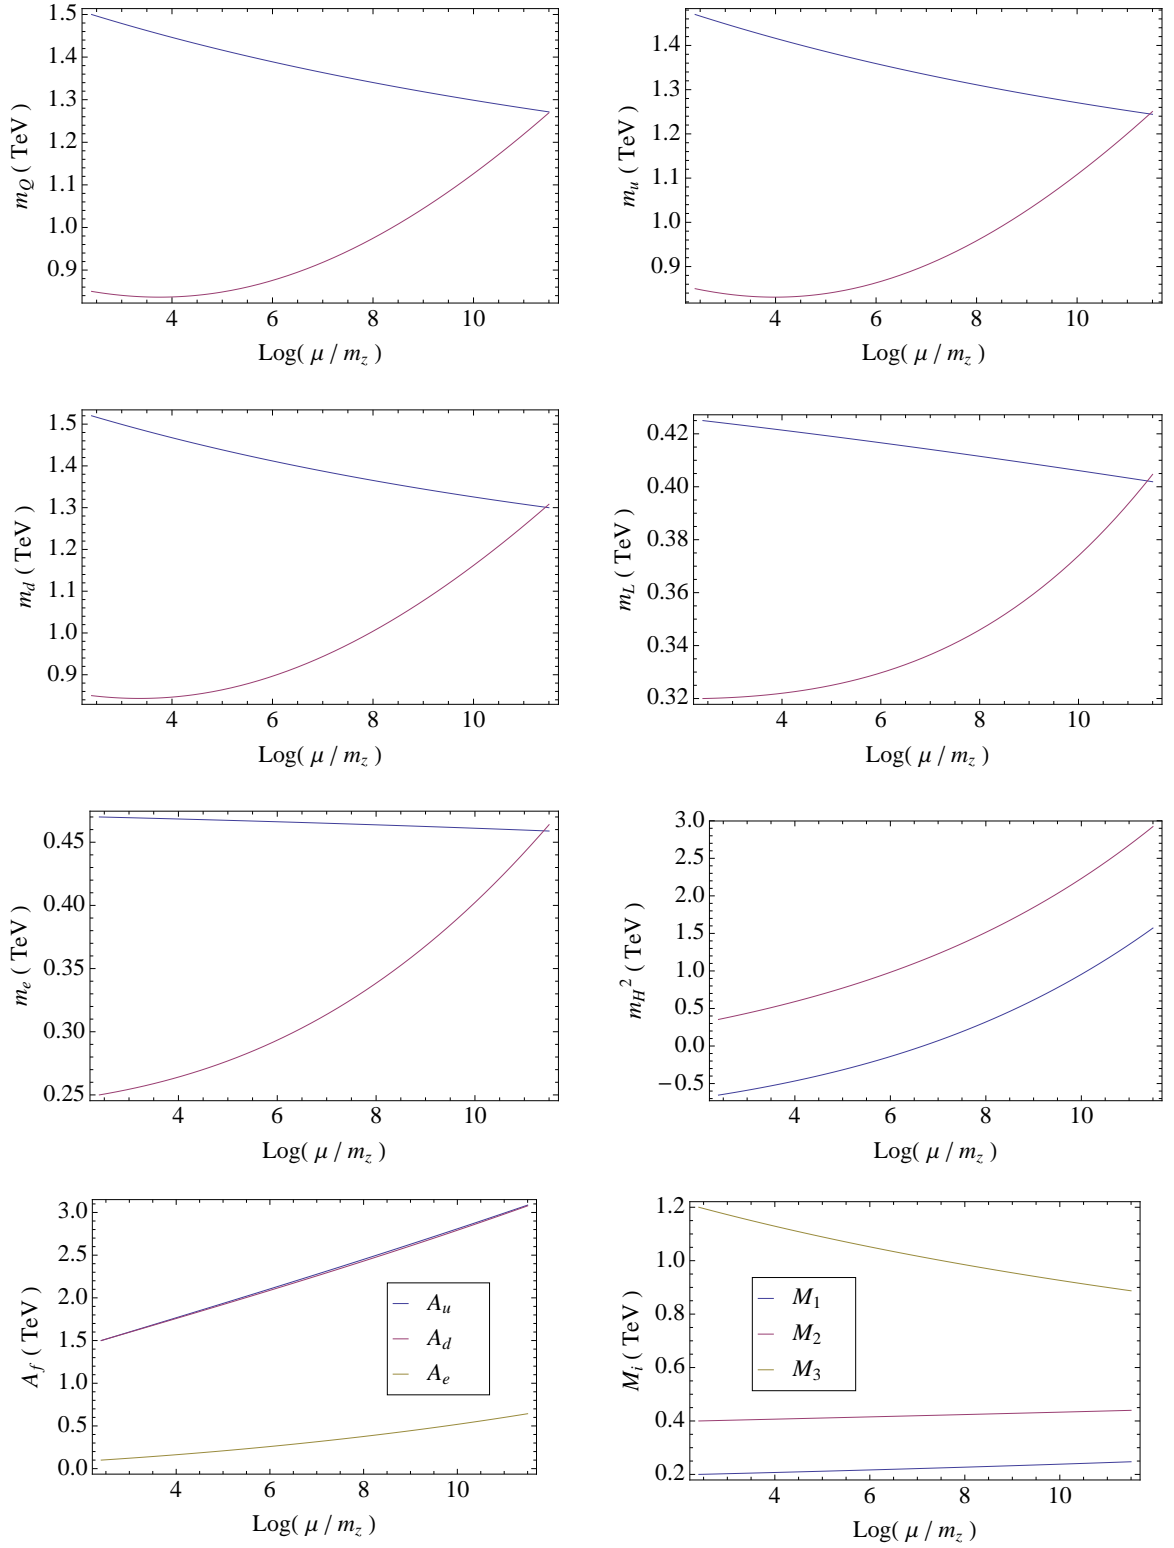 1.5
1.4
1.3
1.2
1.1
1.0
0.9
m_Q ( TeV )
4 6 8 10
Log( μ / m_z )
1.4
1.3
1.2
1.1
1.0
0.9
m_u ( TeV )
4 6 8 10
Log( μ / m_z )
1.5
1.4
1.3
1.2
1.1
1.0
0.9
m_d ( TeV )
4 6 8 10
Log( μ / m_z )
0.42
0.40
0.38
0.36
0.34
0.32
m_L ( TeV )
4 6 8 10
Log( μ / m_z )
0.45
0.40
0.35
0.30
0.25
m_e ( TeV )
4 6 8 10
Log( μ / m_z )
3.0
2.5
2.0
1.5
1.0
0.5
0.0
−0.5
m_H^2 ( TeV )
4 6 8 10
Log( μ / m_z )
3.0
2.5
2.0
1.5
1.0
0.5
0.0
A_f ( TeV )
A_u
A_d
A_e
4 6 8 10
Log( μ / m_z )
1.2
1.0
0.8
0.6
0.4
0.2
M_i ( TeV )
M_1
M_2
M_3
4 6 8 10
Log( μ / m_z )